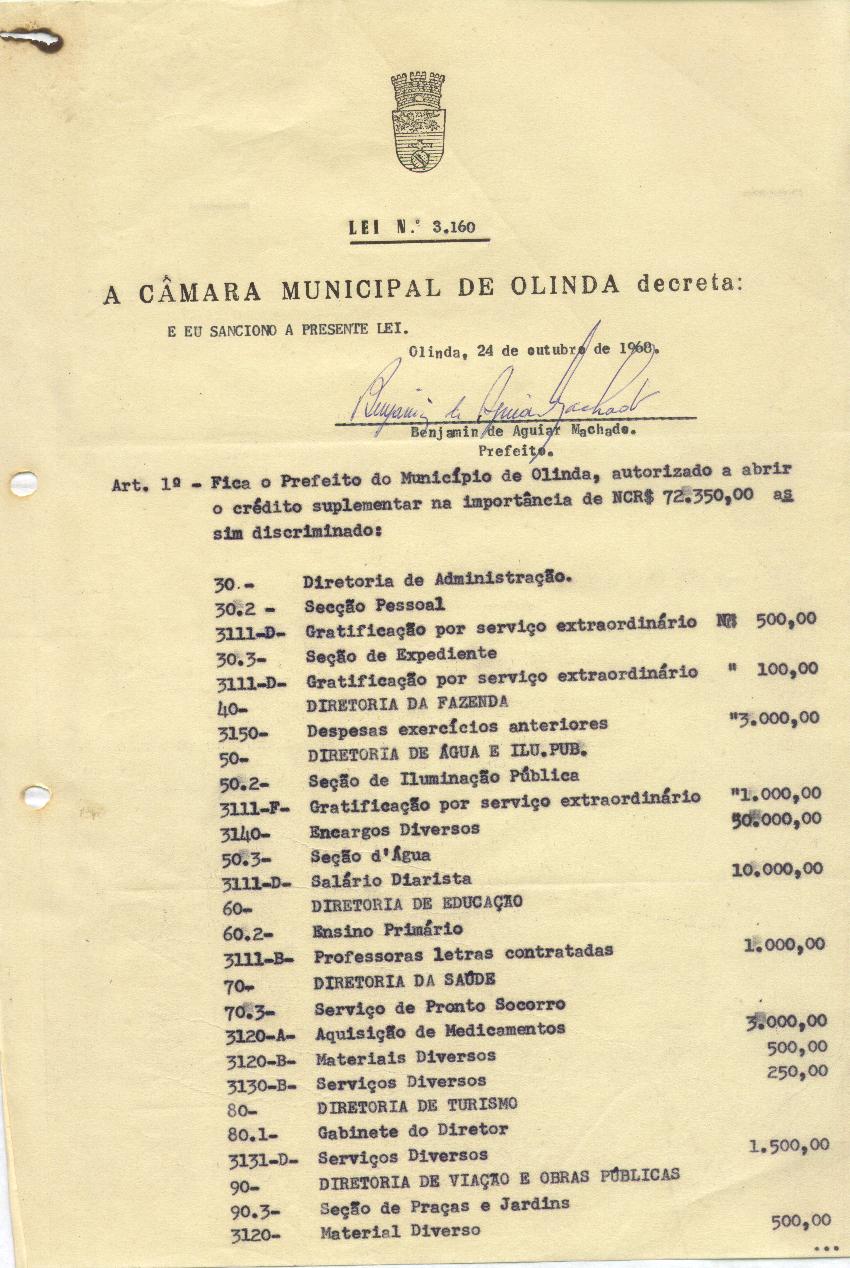 LEI N.º 3.160
A CÂMARA MUNICIPAL DE OLINDA decreta:
E EU SANCIONO A PRESENTE LEI.
Olinda, 24 de outubro de 1968.
Benjamin de Aguiar Machado
Benjamin de Aguiar Machado.
Prefeito.
Art. 1º - Fica o Prefeito do Município de Olinda, autorizado a abrir
o crédito suplementar na importância de NCR$ 72.350,00 as
sim discriminado:
30.- Diretoria de Administração.
30.2 - Secção Pessoal
3111-D- Gratificação por serviço extraordinário 500,00
30.3- Seção de Expediente
3111-D- Gratificação por serviço extraordinário " 100,00
40- DIRETORIA DA FAZENDA
3150- Despesas exercícios anteriores "3.000,00
50- DIRETORIA DE ÁGUA E ILU.PUB.
50.2- Seção de Iluminação Pública
3111-F- Gratificação por serviço extraordinário "1.000,00
3140- Encargos Diversos 50.000,00
50.3- Seção d'Água
3111-D- Salário Diarista 10.000,00
60- DIRETORIA DE EDUCAÇÃO
60.2- Ensino Primário
3111-B- Professoras letras contratadas 1.000,00
70- DIRETORIA DA SAÚDE
70.3- Serviço de Pronto Socorro
3120-A- Aquisição de Medicamentos 3.000,00
3120-B- Materiais Diversos 500,00
3130-B- Serviços Diversos 250,00
80- DIRETORIA DE TURISMO
80.1- Gabinete do Diretor
3131-D- Serviços Diversos 1.500,00
90- DIRETORIA DE VIAÇÃO E OBRAS PÚBLICAS
90.3- Seção de Praças e Jardins
3120- Material Diverso 500,00
...